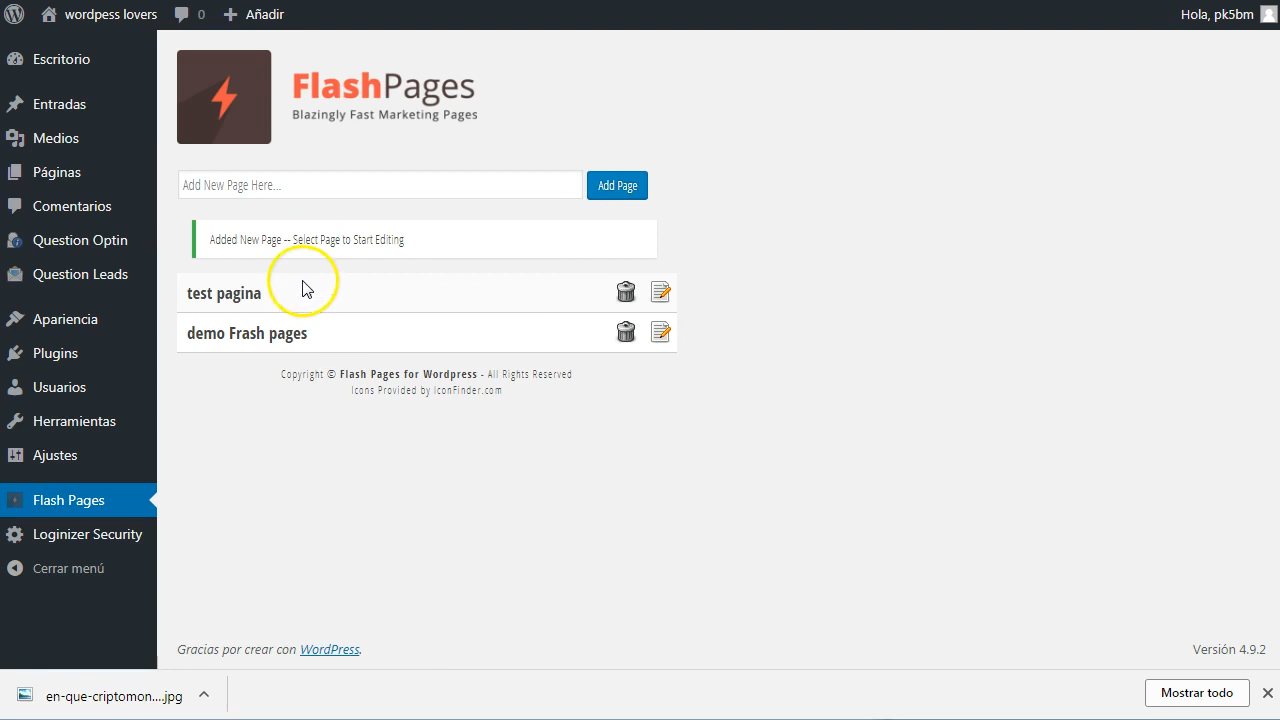 wordpess lovers 0 Añadir Hola, pk5bm
Escritorio
Entradas
Medios
Páginas
Comentarios
Question Optin
Question Leads
Apariencia
Plugins
Usuarios
Herramientas
Ajustes
Flash Pages
Loginizer Security
Cerrar menú
FlashPages
Blazingly Fast Marketing Pages
Add New Page Here... Add Page
Added New Page -- Select Page to Start Editing
test pagina
demo Frash pages
Copyright © Flash Pages for Wordpress - All Rights Reserved
Icons Provided by IconFinder.com
Gracias por crear con WordPress. Versión 4.9.2
en-que-criptomon....jpg Mostrar todo